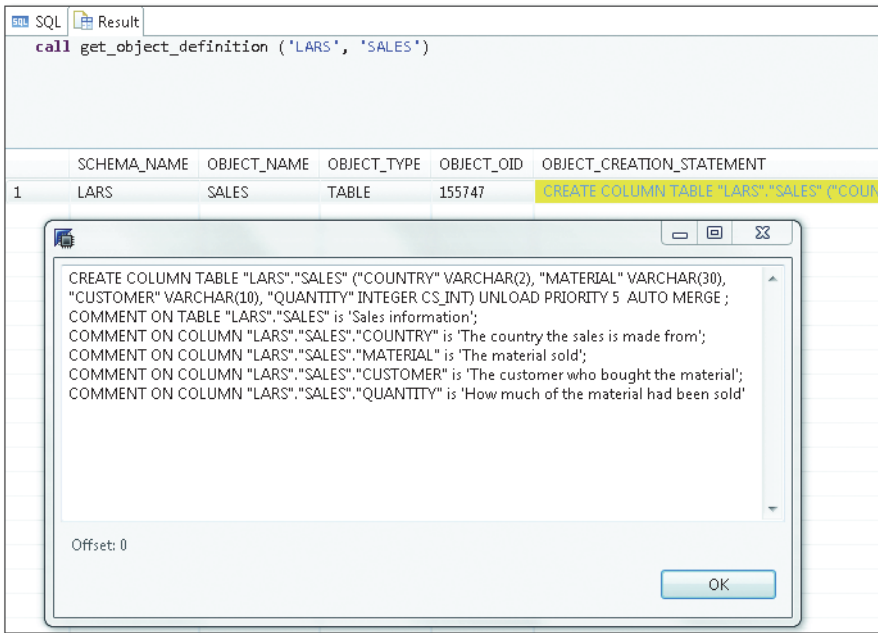 SQL SQL Result
call get_object_definition ('LARS', 'SALES')
SCHEMA_NAME OBJECT_NAME OBJECT_TYPE OBJECT_OID OBJECT_CREATION_STATEMENT
1 LARS SALES TABLE 155747 CREATE COLUMN TABLE "LARS"."SALES" ("COUN
CREATE COLUMN TABLE "LARS"."SALES" ("COUNTRY" VARCHAR(2), "MATERIAL" VARCHAR(30),
"CUSTOMER" VARCHAR(10), "QUANTITY" INTEGER CS_INT) UNLOAD PRIORITY 5 AUTO MERGE ;
COMMENT ON TABLE "LARS"."SALES" is 'Sales information';
COMMENT ON COLUMN "LARS"."SALES"."COUNTRY" is 'The country the sales is made from';
COMMENT ON COLUMN "LARS"."SALES"."MATERIAL" is 'The material sold';
COMMENT ON COLUMN "LARS"."SALES"."CUSTOMER" is 'The customer who bought the material';
COMMENT ON COLUMN "LARS"."SALES"."QUANTITY" is 'How much of the material had been sold'
Offset: 0
OK